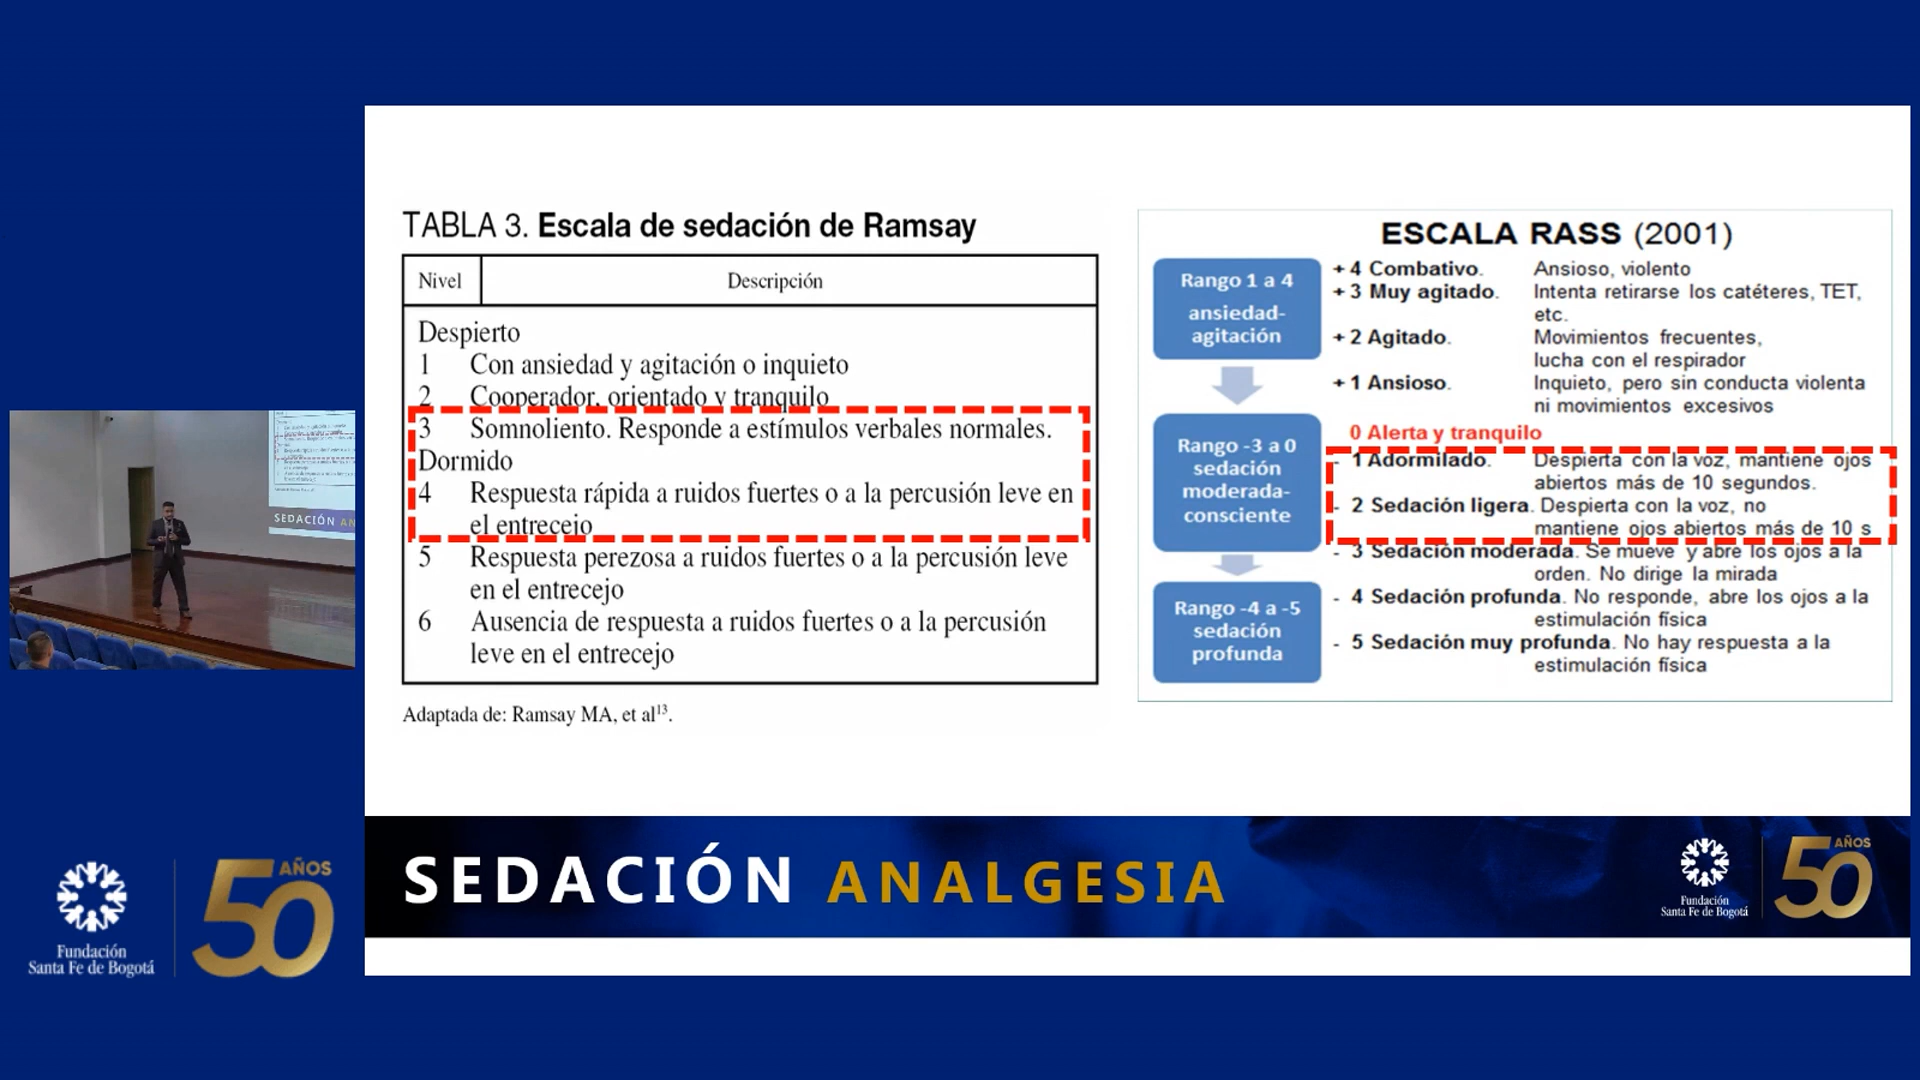 TABLA 3. Escala de sedación de Ramsay
Nivel Descripción
Despierto
1 Con ansiedad y agitación o inquieto
2 Cooperador, orientado y tranquilo
3 Somnoliento. Responde a estímulos verbales normales.
Dormido
4 Respuesta rápida a ruidos fuertes o a la percusión leve en
el entrecejo
5 Respuesta perezosa a ruidos fuertes o a la percusión leve
en el entrecejo
6 Ausencia de respuesta a ruidos fuertes o a la percusión
leve en el entrecejo
Adaptada de: Ramsay MA, et al¹³.
ESCALA RASS (2001)
Rango 1 a 4
ansiedad-
agitación
Rango -3 a 0
sedación
moderada-
consciente
Rango -4 a -5
sedación
profunda
+ 4 Combativo. Ansioso, violento
+ 3 Muy agitado. Intenta retirarse los catéteres, TET,
etc.
+ 2 Agitado. Movimientos frecuentes,
lucha con el respirador
+ 1 Ansioso. Inquieto, pero sin conducta violenta
ni movimientos excesivos
0 Alerta y tranquilo
- 1 Adormilado. Despierta con la voz, mantiene ojos
abiertos más de 10 segundos.
- 2 Sedación ligera. Despierta con la voz, no
mantiene ojos abiertos más de 10 s
- 3 Sedación moderada. Se mueve y abre los ojos a la
orden. No dirige la mirada
- 4 Sedación profunda. No responde, abre los ojos a la
estimulación física
- 5 Sedación muy profunda. No hay respuesta a la
estimulación física
SEDACIÓN ANALGESIA
Fundación
Santa Fe de Bogotá
50 AÑOS
SEDACIÓN AN
Fundación
Santa Fe de Bogotá
50 AÑOS